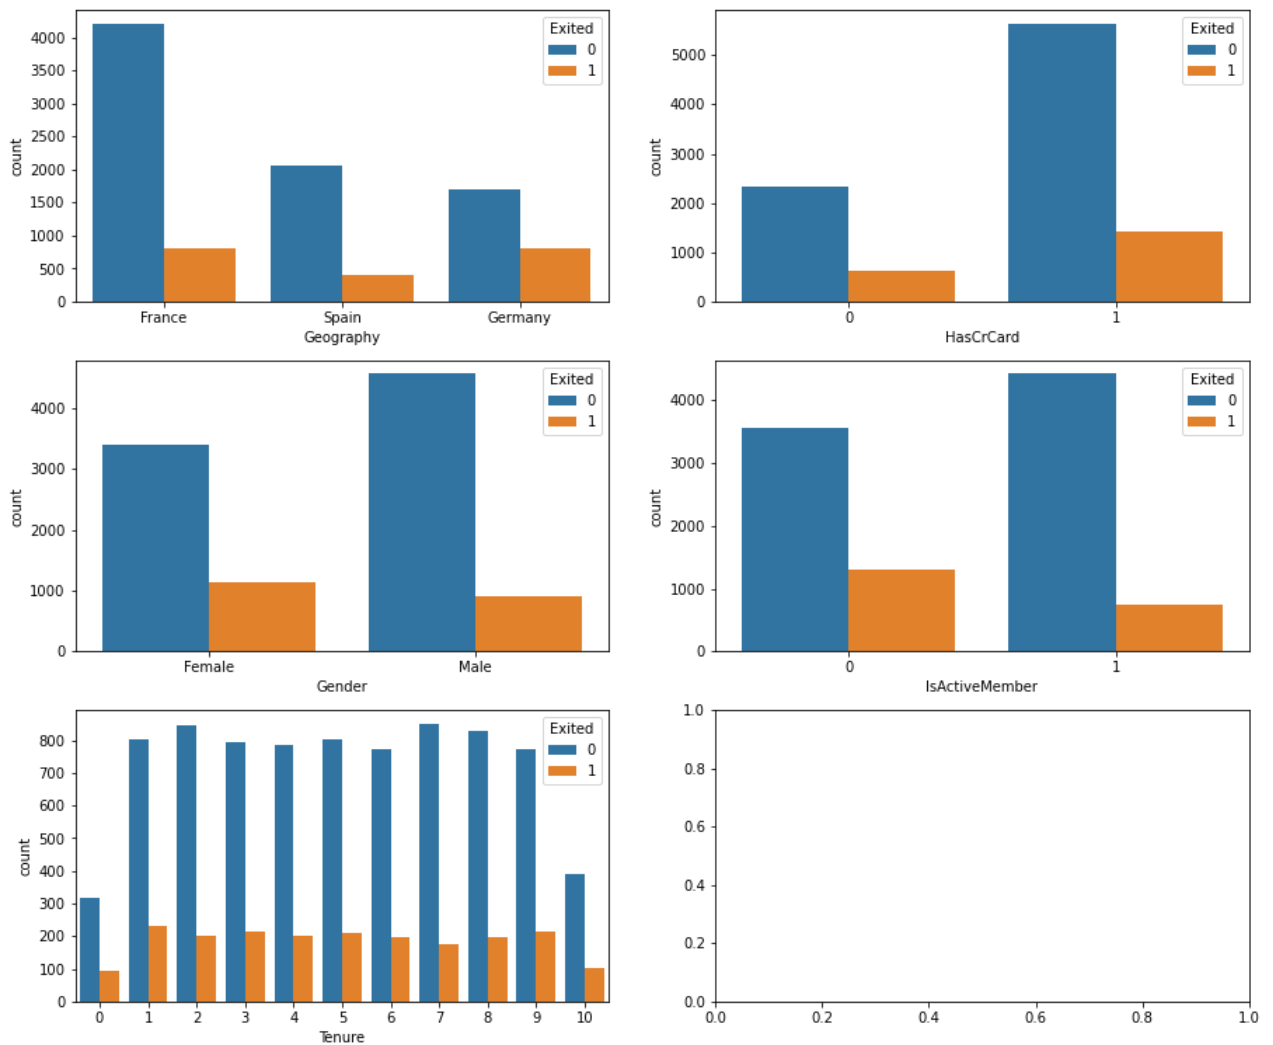 Exited
0
1
count
4000
3500
3000
2500
2000
1500
1000
500
0
France Spain Germany
Geography
Exited
0
1
count
5000
4000
3000
2000
1000
0
0 1
HasCrCard
Exited
0
1
count
4000
3000
2000
1000
0
Female Male
Gender
Exited
0
1
count
4000
3000
2000
1000
0
0 1
IsActiveMember
Exited
0
1
count
800
700
600
500
400
300
200
100
0
0 1 2 3 4 5 6 7 8 9 10
Tenure
1.0
0.8
0.6
0.4
0.2
0.0
0.0 0.2 0.4 0.6 0.8 1.0